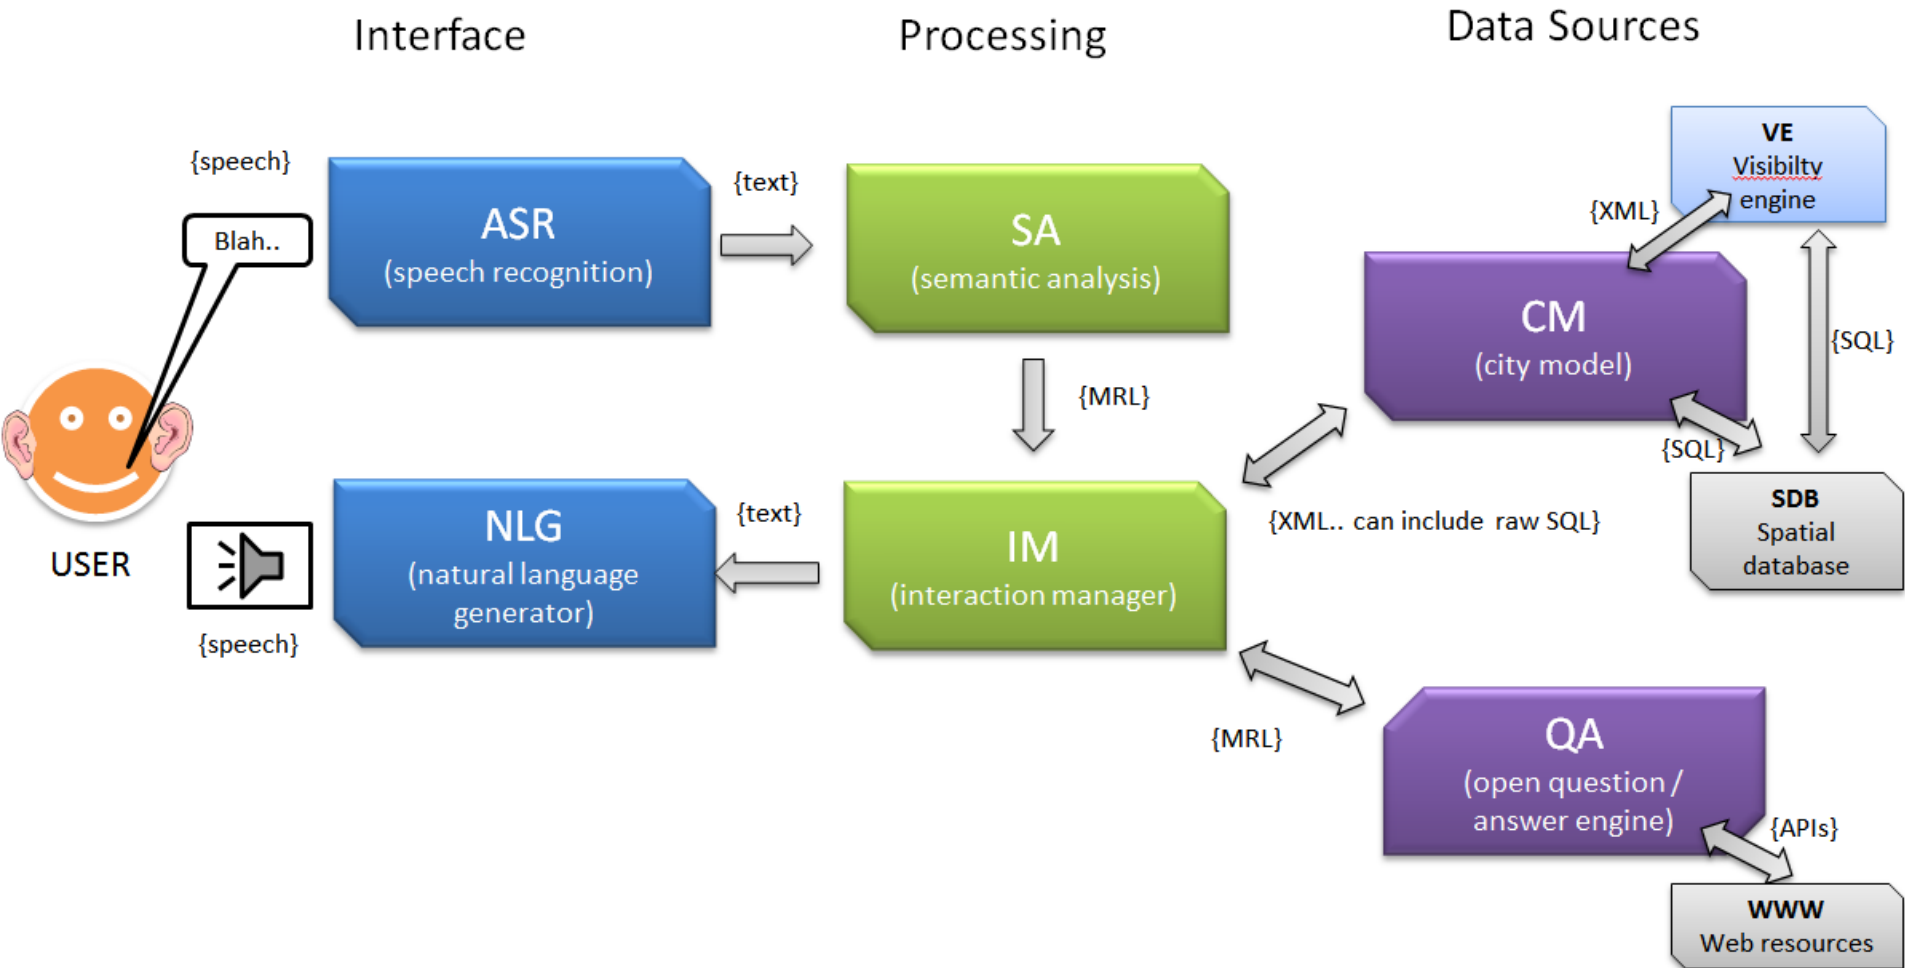 Interface
Processing
Data Sources
{speech}
Blah..
USER
{speech}
ASR
(speech recognition)
{text}
SA
(semantic analysis)
{MRL}
NLG
(natural language
generator)
{text}
IM
(interaction manager)
{XML.. can include raw SQL}
{MRL}
CM
(city model)
{XML}
VE
Visibilty
engine
{SQL}
{SQL}
SDB
Spatial
database
QA
(open question /
answer engine)
{APIs}
WWW
Web resources